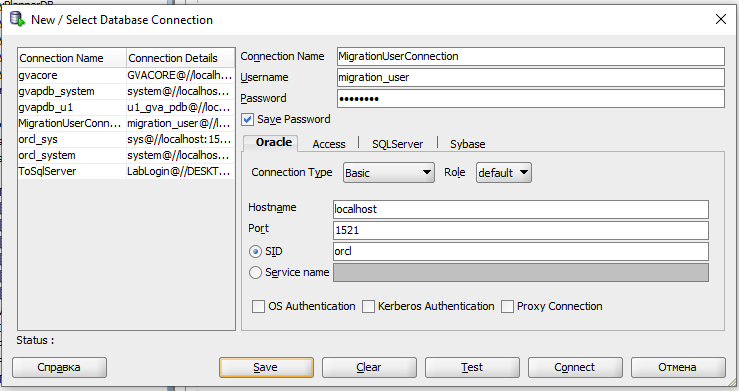 New / Select Database Connection
Connection Name Connection Details
gvacore GVACORE@//localh...
gvapdb_system system@//localhost:...
gvapdb_u1 u1_gva_pdb@//loc...
MigrationUserConn... migration_user@//l...
orcl_sys sys@//localhost:15...
orcl_system system@//localhost:...
ToSqlServer LabLogin@//DESKT...
Connection Name MigrationUserConnection
Username migration_user
Password ••••••••
Save Password
Oracle Access SQLServer Sybase
Connection Type Basic Role default
Hostname localhost
Port 1521
SID orcl
Service name
OS Authentication Kerberos Authentication Proxy Connection
Status :
Справка Save Clear Test Connect Отмена